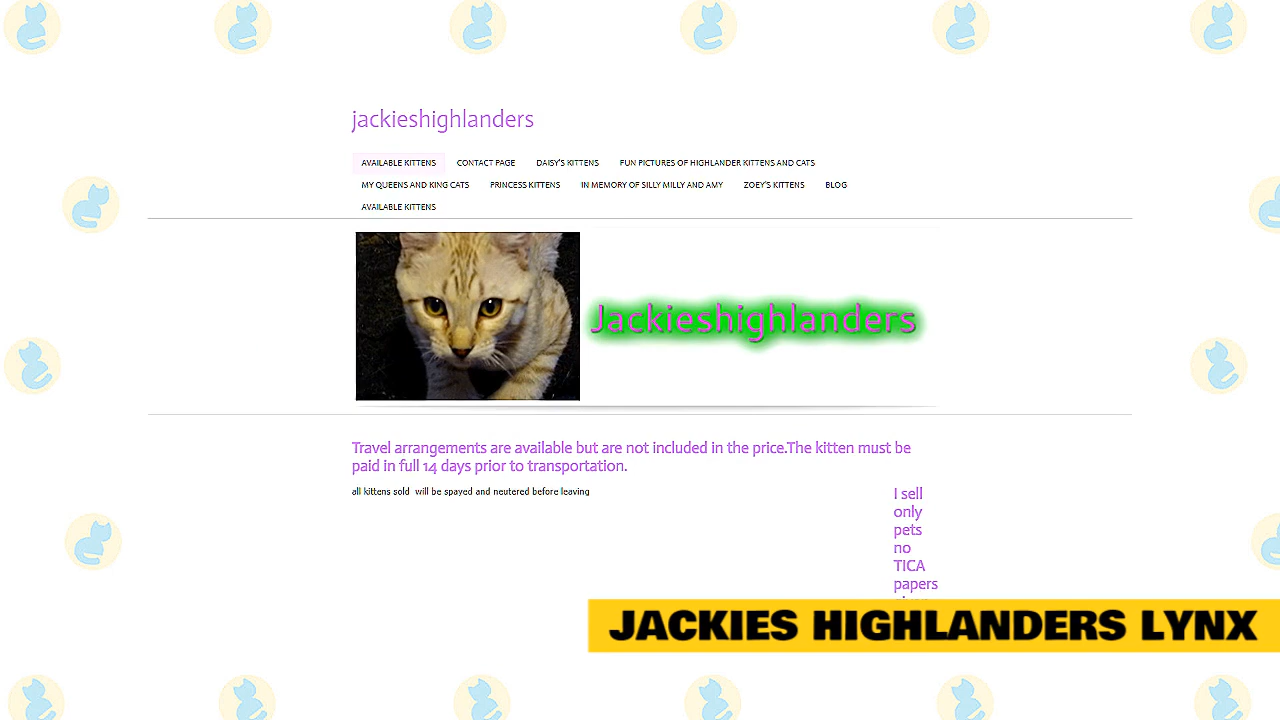 jackieshighlanders
AVAILABLE KITTENS CONTACT PAGE DAISY'S KITTENS FUN PICTURES OF HIGHLANDER KITTENS AND CATS
MY QUEENS AND KING CATS PRINCESS KITTENS IN MEMORY OF SILLY MILLY AND AMY ZOEY'S KITTENS BLOG
AVAILABLE KITTENS
Jackieshighlanders
Travel arrangements are available but are not included in the price.The kitten must be
paid in full 14 days prior to transportation.
all kittens sold  will be spayed and neutered before leaving
I sell
only
pets
no
TICA
papers
JACKIES HIGHLANDERS LYNX